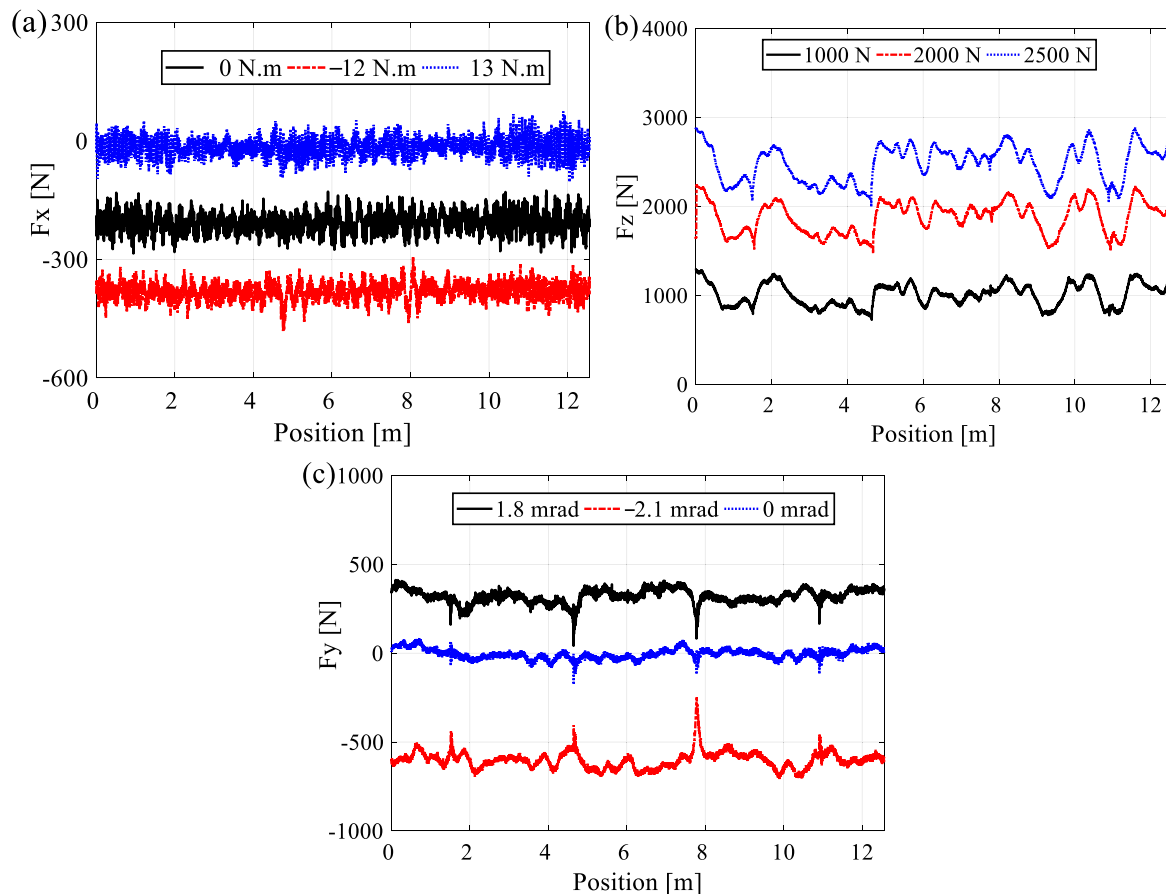 (a)
300
0 N.m −12 N.m 13 N.m
0
-300
-600
Fx [N]
0 2 4 6 8 10 12
Position [m]
(b)
4000
1000 N 2000 N 2500 N
3000
2000
1000
0
Fz [N]
0 2 4 6 8 10 12
Position [m]
(c)
1000
1.8 mrad −2.1 mrad 0 mrad
500
0
-500
-1000
Fy [N]
0 2 4 6 8 10 12
Position [m]